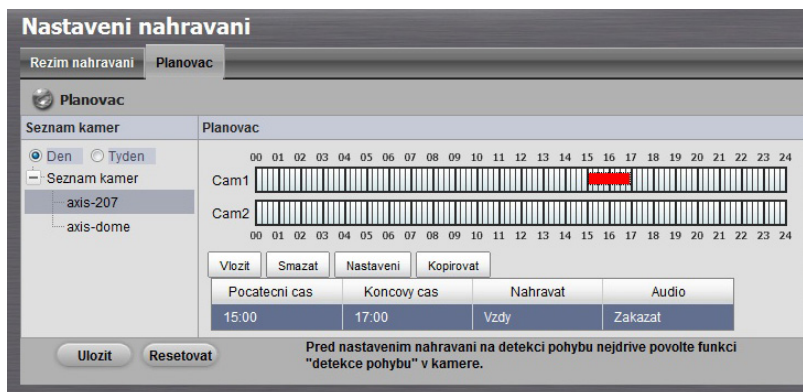 Nastaveni nahravani
Rezim nahravani Planovac
Planovac
Seznam kamer Planovac
Den Tyden
Seznam kamer
axis-207
axis-dome
00 01 02 03 04 05 06 07 08 09 10 11 12 13 14 15 16 17 18 19 20 21 22 23 24
Cam1
Cam2
00 01 02 03 04 05 06 07 08 09 10 11 12 13 14 15 16 17 18 19 20 21 22 23 24
Vlozit Smazat Nastaveni Kopirovat
Pocatecni cas Koncovy cas Nahravat Audio
15:00 17:00 Vzdy Zakazat
Ulozit Resetovat
Pred nastavenim nahravani na detekci pohybu nejdrive povolte funkci
"detekce pohybu" v kamere.